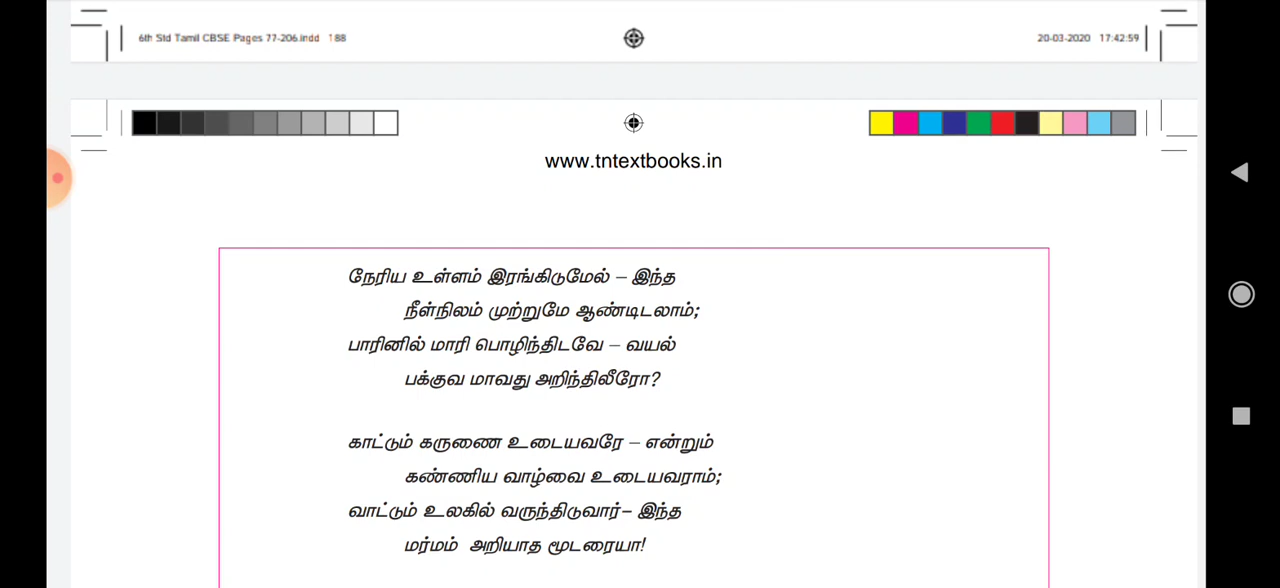 6th Std Tamil CBSE Pages 77-206.indd 188
20-03-2020 17:42:59
www.tntextbooks.in
நேரிய உள்ளம் இரங்கிடுமேல் – இந்த
நீள்நிலம் முற்றுமே ஆண்டிடலாம்;
பாரினில் மாரி பொழிந்திடவே – வயல்
பக்குவ மாவது அறிந்திலீரோ?
காட்டும் கருணை உடையவரே – என்றும்
கண்ணிய வாழ்வை உடையவராம்;
வாட்டும் உலகில் வருந்திடுவார்– இந்த
மர்மம் அறியாத மூடரையா!